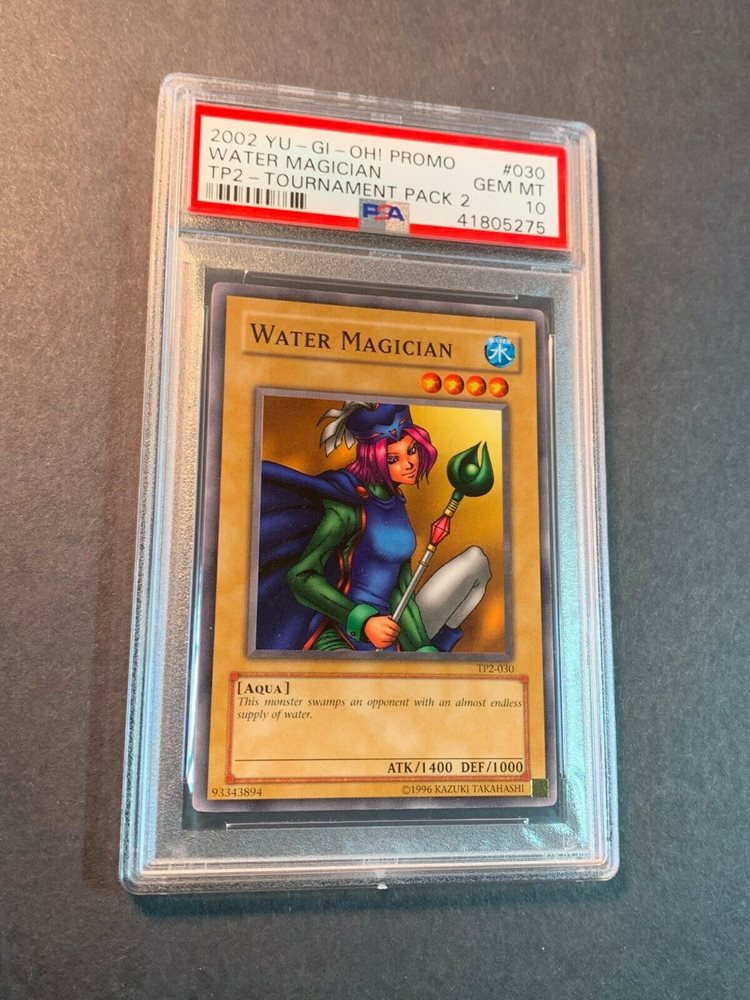 2002 YU-GI-OH! PROMO #030
WATER MAGICIAN GEM MT
TP2-TOURNAMENT PACK 2 10
PSA 41805275
WATER MAGICIAN
WATER
水
TP2-030
[AQUA]
This monster swamps an opponent with an almost endless
supply of water.
ATK/1400 DEF/1000
93343894 ©1996 KAZUKI TAKAHASHI